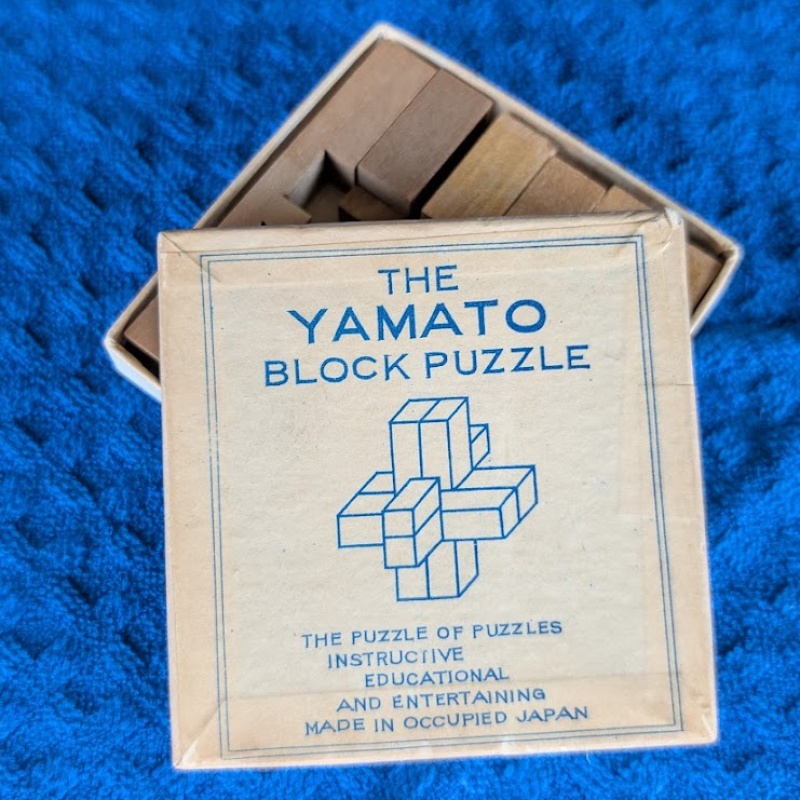 THE
YAMATO
BLOCK PUZZLE
THE PUZZLE OF PUZZLES
INSTRUCTIVE
EDUCATIONAL
AND ENTERTAINING
MADE IN OCCUPIED JAPAN